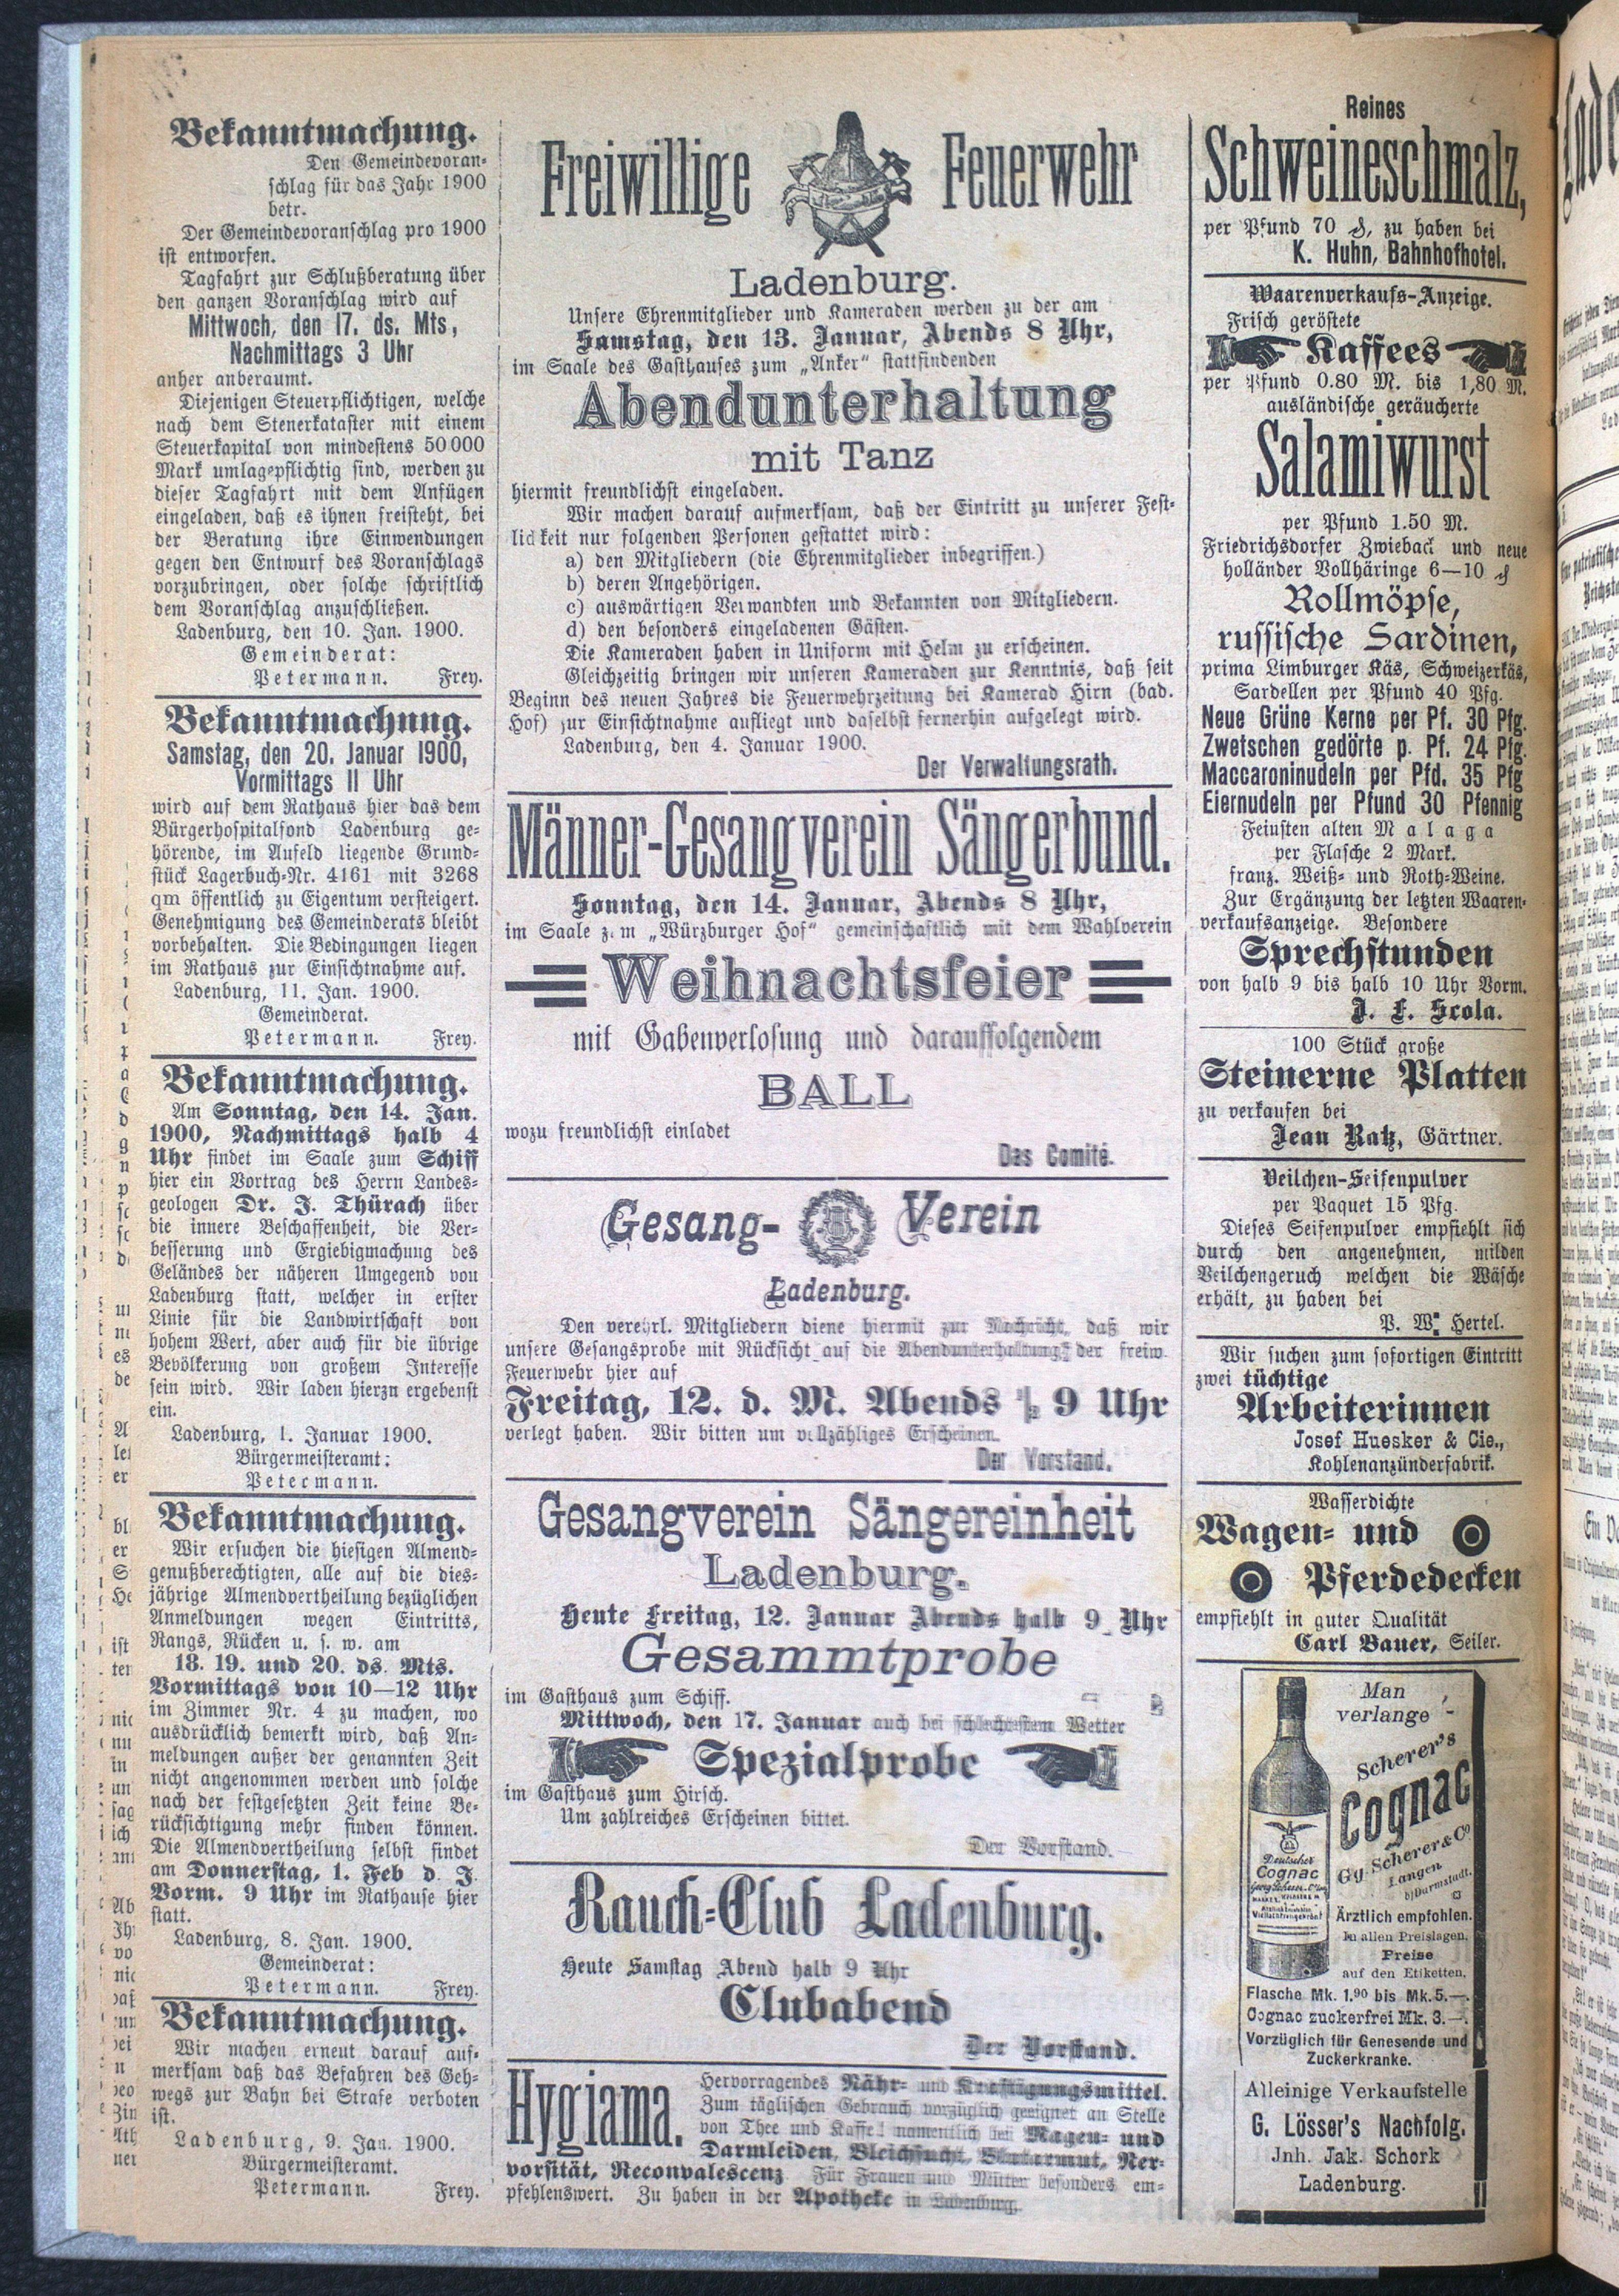 Bekanntmachung.
Den Gemeindevoran-
schlag für das Jahr 1900
betr.
Der Gemeindevoranschlag pro 1900
ist entworfen.
Tagfahrt zur Schlußberatung über
den ganzen Voranschlag wird auf
Mittwoch, den 17. ds. Mts,
Nachmittags 3 Uhr
anher anberaumt.
Diejenigen Steuerpflichtigen, welche
nach dem Stenerkataster mit einem
Steuerkapital von mindestens 50000
Mark umlagepflichtig sind, werden zu
dieser Tagfahrt mit dem Anfügen
eingeladen, daß es ihnen freisteht, bei
der Beratung ihre Einwendungen
gegen den Entwurf des Voranschlags
vorzubringen, oder solche schriftlich
dem Voranschlag anzuschließen.
Ladenburg, den 10. Jan. 1900.
Gemeinderat:
Petermann. Frey.
Bekanntmachung.
Samstag, den 20. Januar 1900,
Vormittags 11 Uhr
wird auf dem Rathaus hier das dem
Bürgerhospitalfond Ladenburg ge-
hörende, im Aufeld liegende Grund-
stück Lagerbuch-Nr. 4161 mit 3268
qm öffentlich zu Eigentum versteigert.
Genehmigung des Gemeinderats bleibt
vorbehalten. Die Bedingungen liegen
im Rathaus zur Einsichtnahme auf.
Ladenburg, 11. Jan. 1900.
Gemeinderat.
Petermann. Frey.
Bekanntmachung.
Am Sonntag, den 14. Jan.
1900, Nachmittags halb 4
Uhr findet im Saale zum Schiff
hier ein Vortrag des Herrn Landes-
geologen Dr. J. Thürach über
die innere Beschaffenheit, die Ver-
besserung und Ergiebigmachung des
Geländes der näheren Umgegend von
Ladenburg statt, welcher in erster
Linie für die Landwirtschaft von
hohem Wert, aber auch für die übrige
Bevölkerung von großem Interesse
sein wird. Wir laden hierzn ergebenst
ein.
Ladenburg, 1. Januar 1900.
Bürgermeisteramt:
Petermann.
Bekanntmachung.
Wir ersuchen die hiesigen Almend-
genußberechtigten, alle auf die dies-
jährige Almendvertheilung bezüglichen
Anmeldungen wegen Eintritts,
Rangs, Rücken u. s. w. am
18. 19. und 20. ds. Mts.
Vormittags von 10—12 Uhr
im Zimmer Nr. 4 zu machen, wo
ausdrücklich bemerkt wird, daß An-
meldungen außer der genannten Zeit
nicht angenommen werden und solche
nach der festgesetzten Zeit keine Be-
rücksichtigung mehr finden können.
Die Almendvertheilung selbst findet
am Donnerstag, 1. Feb d. J.
Vorm. 9 Uhr im Rathause hier
statt.
Ladenburg, 8. Jan. 1900.
Gemeinderat:
Petermann. Frey.
Bekanntmachung.
Wir machen erneut darauf auf-
merksam daß das Befahren des Geh-
wegs zur Bahn bei Strafe verboten
ist.
Ladenburg, 9. Jan. 1900.
Bürgermeisteramt.
Petermann. Frey.
Freiwillige Feuerwehr
Ladenburg.
Unsere Ehrenmitglieder und Kameraden werden zu der am
Samstag, den 13. Januar, Abends 8 Uhr,
im Saale des Gasthauses zum „Anker“ stattfindenden
Abendunterhaltung
mit Tanz
hiermit freundlichst eingeladen.
Wir machen darauf aufmerksam, daß der Eintritt zu unserer Fest-
lichkeit nur folgenden Personen gestattet wird:
a) den Mitgliedern (die Ehrenmitglieder inbegriffen.)
b) deren Angehörigen.
c) auswärtigen Verwandten und Bekannten von Mitgliedern.
d) den besonders eingeladenen Gästen.
Die Kameraden haben in Uniform mit Helm zu erscheinen.
Gleichzeitig bringen wir unseren Kameraden zur Kenntnis, daß seit
Beginn des neuen Jahres die Feuerwehrzeitung bei Kamerad Hirn (bad.
Hof) zur Einsichtnahme aufliegt und daselbst fernerhin aufgelegt wird.
Ladenburg, den 4. Januar 1900.
Der Verwaltungsrath.
Männer-Gesangverein Sängerbund.
Sonntag, den 14. Januar, Abends 8 Uhr,
im Saale z. m „Würzburger Hof“ gemeinschaftlich mit dem Wahlverein
Weihnachtsfeier
mit Gabenverlosung und darauffolgendem
BALL
wozu freundlichst einladet
Das Comité.
Gesang-Verein
Ladenburg.
Den verehrl. Mitgliedern diene hiermit zur Nachricht, daß wir
unsere Gesangsprobe mit Rücksicht auf die Abendunterhaltung der freiw.
Feuerwehr hier auf
Freitag, 12. d. M. Abends ½ 9 Uhr
verlegt haben. Wir bitten um vollzähliges Erscheinen.
Der Vorstand.
Gesangverein Sängereinheit
Ladenburg.
Heute Freitag, 12. Januar Abends halb 9 Uhr
Gesammtprobe
im Gasthaus zum Schiff.
Mittwoch, den 17. Januar auch bei schlechtestem Wetter
Spezialprobe
im Gasthaus zum Hirsch.
Um zahlreiches Erscheinen bittet.
Der Vorstand.
Rauch-Club Ladenburg.
Heute Samstag Abend halb 9 Uhr
Clubabend
Der Vorstand.
Hygiama.
Hervorragendes Nähr- und Kräftigungsmittel.
Zum täglichen Gebrauch vorzüglich geeignet an Stelle
von Thee und Kaffee namentlich bei Magen- und
Darmleiden, Bleichsucht, Blutarmut, Ner-
vorsität, Reconvalescenz Für Frauen und Mütter besonders em-
pfehlenswert. Zu haben in der Apotheke in Ladenburg.
Reines
Schweineschmalz,
per Pfund 70 ₰, zu haben bei
K. Huhn, Bahnhofhotel.
Waarenverkaufs-Anzeige.
Frisch geröstete
Kaffees
per Pfund 0.80 M. bis 1,80 M.
ausländische geräucherte
Salamiwurst
per Pfund 1.50 M.
Friedrichsdorfer Zwieback und neue
holländer Vollhäringe 6—10 ₰
Rollmöpse,
russische Sardinen,
prima Limburger Käs, Schweizerkäs,
Sardellen per Pfund 40 Pfg.
Neue Grüne Kerne per Pf. 30 Pfg.
Zwetschen gedörte p. Pf. 24 Pfg.
Maccaroninudeln per Pfd. 35 Pfg
Eiernudeln per Pfund 30 Pfennig
Feinsten alten Malaga
per Flasche 2 Mark.
franz. Weiß- und Roth-Weine.
Zur Ergänzung der letzten Waaren-
verkaufsanzeige. Besondere
Sprechstunden
von halb 9 bis halb 10 Uhr Vorm.
J. F. Scola.
100 Stück große
Steinerne Platten
zu verkaufen bei
Jean Ratz, Gärtner.
Veilchen-Seifenpulver
per Paquet 15 Pfg.
Dieses Seifenpulver empfiehlt sich
durch den angenehmen, milden
Veilchengeruch welchen die Wäsche
erhält, zu haben bei
P. W. Hertel.
Wir suchen zum sofortigen Eintritt
zwei tüchtige
Arbeiterinnen
Josef Huesker & Cie.,
Kohlenanzünderfabrik.
Wasserdichte
Wagen- und
Pferdedecken
empfiehlt in guter Qualität
Carl Bauer, Seiler.
Man
verlange
Scherer's
Cognac
Gg. Scherer & Co
Langen
b/Darmstadt.
Deutscher
Cognac
Ärztlich empfohlen.
In allen Preislagen.
Preise
auf den Etiketten.
Flasche Mk. 1.90 bis Mk. 5.—.
Cognac zuckerfrei Mk. 3.—.
Vorzüglich für Genesende und
Zuckerkranke.
Alleinige Verkaufstelle
G. Lösser's Nachfolg.
Jnh. Jak. Schork
Ladenburg.